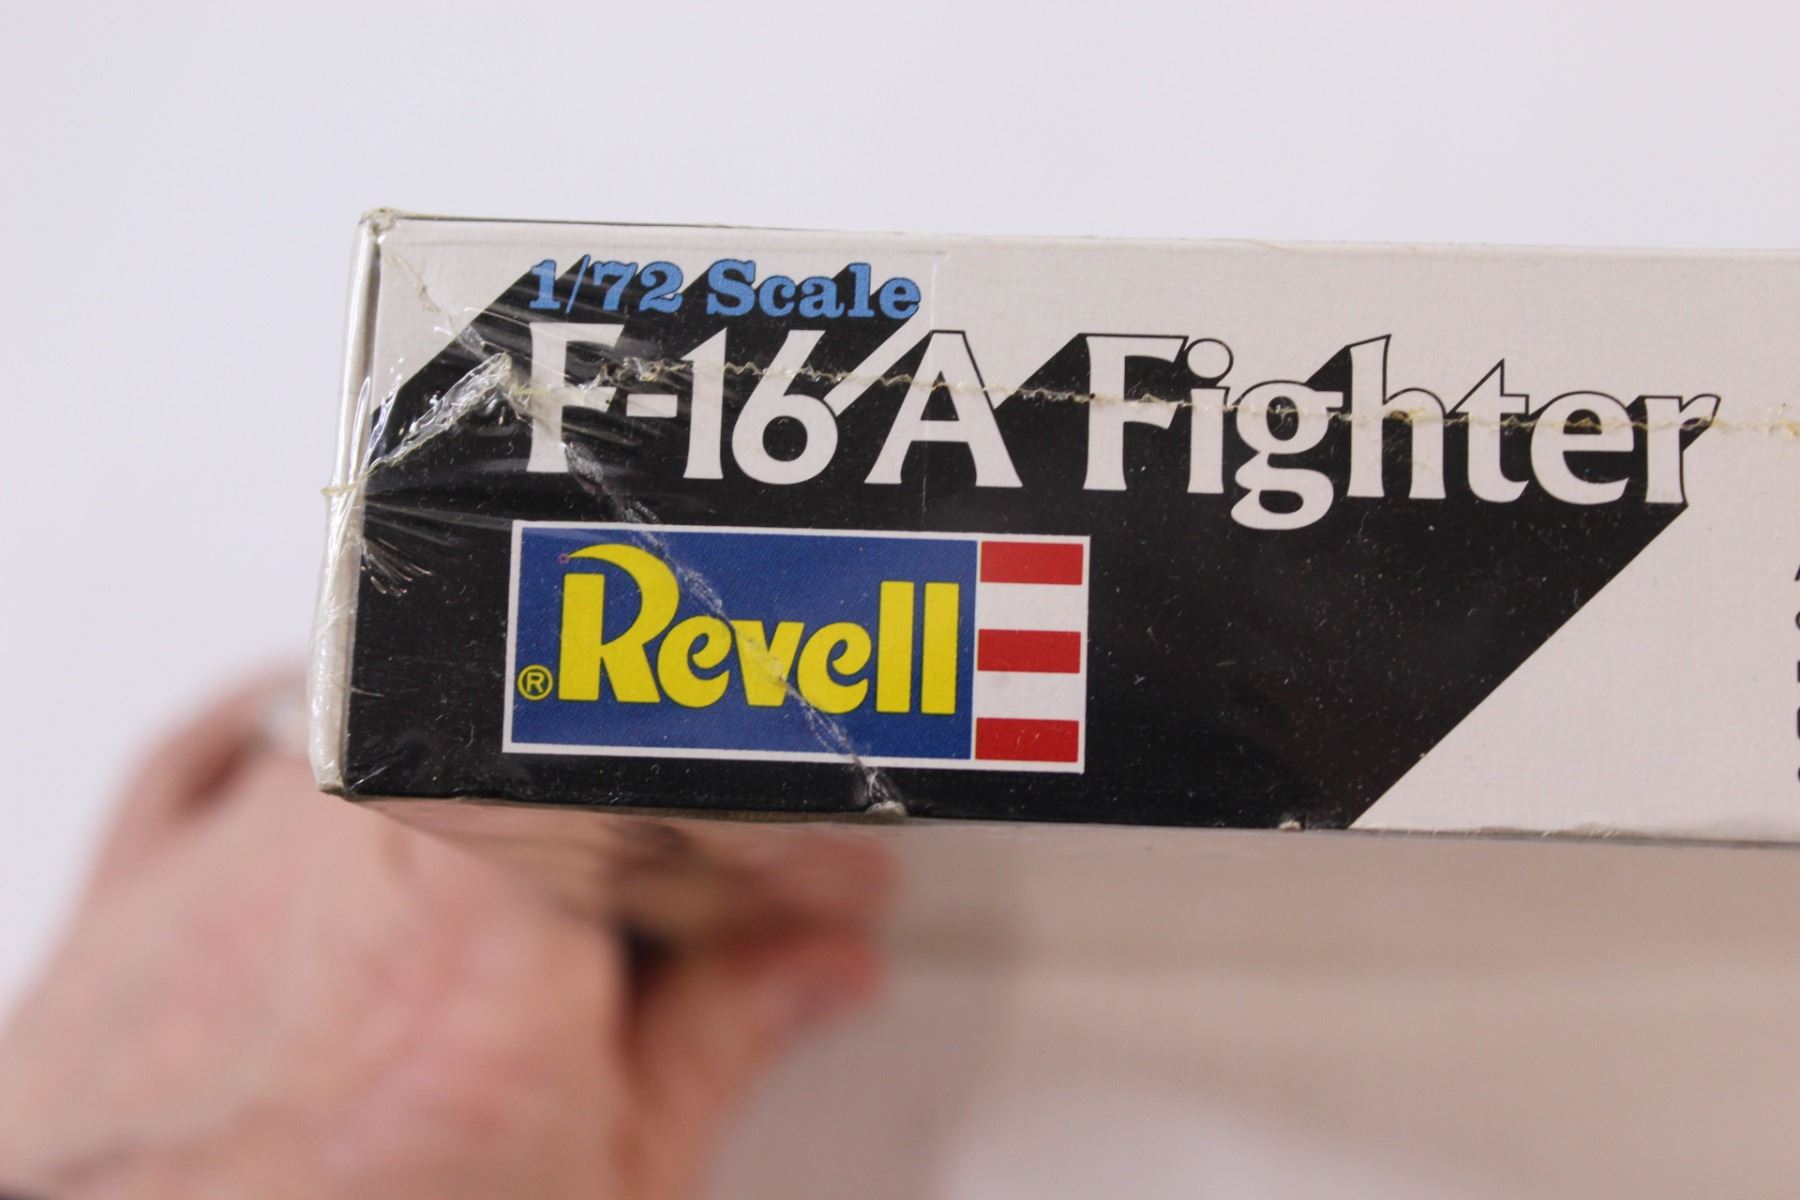 1/72 Scale
F-16A Fighter
®Revell